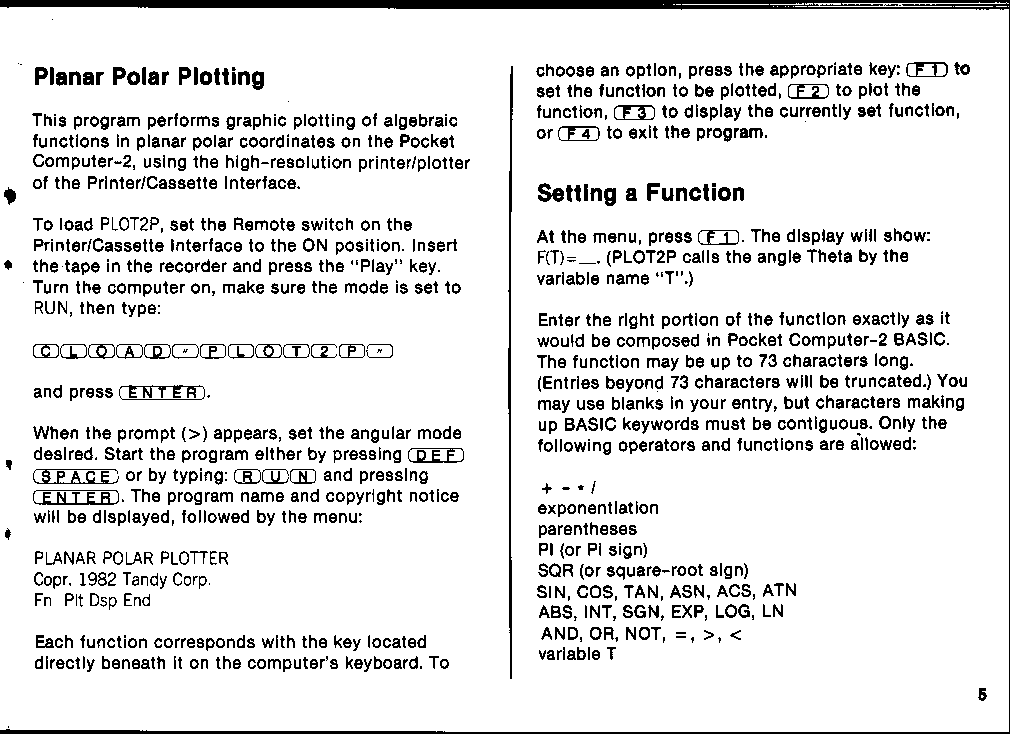 Planar Polar Plotting
This program performs graphic plotting of algebraic
functions in planar polar coordinates on the Pocket
Computer-2, using the high-resolution printer/plotter
of the Printer/Cassette Interface.
To load PLOT2P, set the Remote switch on the
Printer/Cassette Interface to the ON position. Insert
the tape in the recorder and press the "Play" key.
Turn the computer on, make sure the mode is set to
RUN, then type:
C L O A D " P L O T 2 P "
and press ENTER.
When the prompt (>) appears, set the angular mode
desired. Start the program either by pressing DEF
SPACE or by typing: R U N and pressing
ENTER. The program name and copyright notice
will be displayed, followed by the menu:
PLANAR POLAR PLOTTER
Copr. 1982 Tandy Corp.
Fn Plt Dsp End
Each function corresponds with the key located
directly beneath it on the computer's keyboard. To
choose an option, press the appropriate key: F1 to
set the function to be plotted, F2 to plot the
function, F3 to display the currently set function,
or F4 to exit the program.
Setting a Function
At the menu, press F1. The display will show:
F(T)=_. (PLOT2P calls the angle Theta by the
variable name "T".)
Enter the right portion of the function exactly as it
would be composed in Pocket Computer-2 BASIC.
The function may be up to 73 characters long.
(Entries beyond 73 characters will be truncated.) You
may use blanks in your entry, but characters making
up BASIC keywords must be contiguous. Only the
following operators and functions are allowed:
+ - * /
exponentiation
parentheses
PI (or Pi sign)
SQR (or square-root sign)
SIN, COS, TAN, ASN, ACS, ATN
ABS, INT, SGN, EXP, LOG, LN
AND, OR, NOT, =, >, <
variable T
5